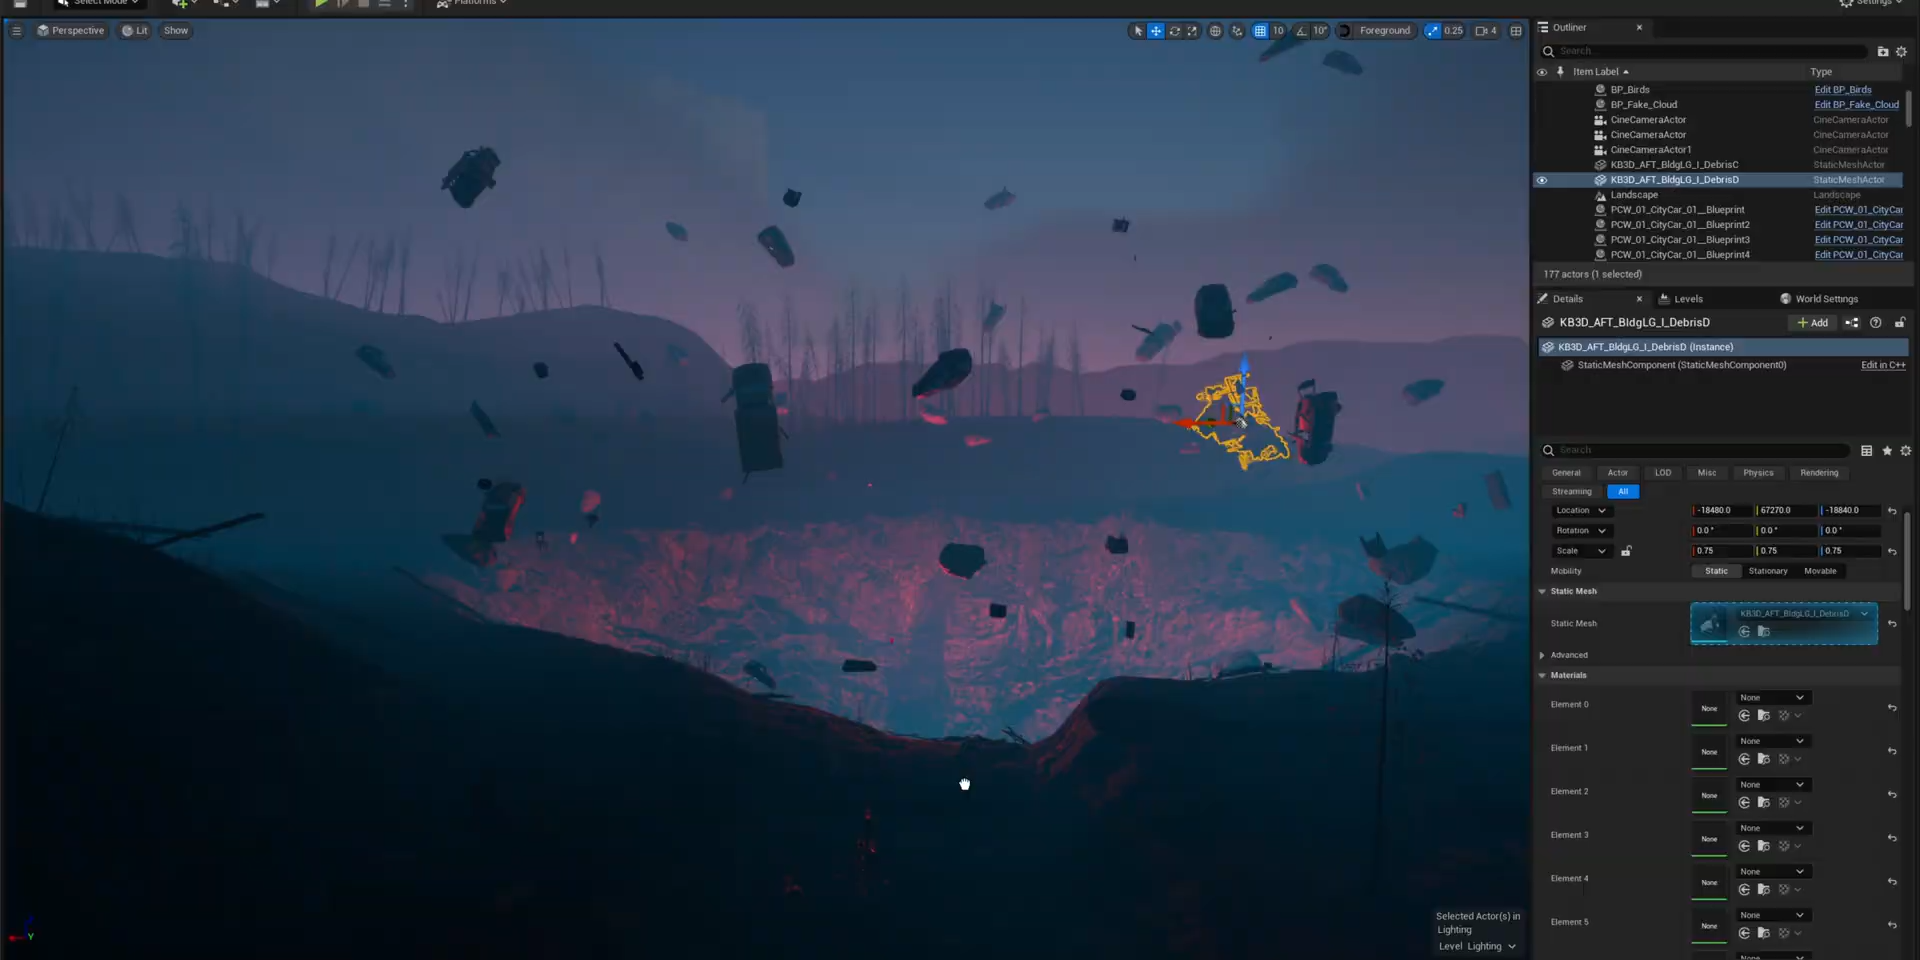 Select Mode
Platforms
Settings
Perspective
Lit
Show
10
10°
Foreground
0.25
4
Outliner
Search...
Item Label
Type
BP_Birds
Edit BP_Birds
BP_Fake_Cloud
Edit BP_Fake_Cloud
CineCameraActor
CineCameraActor
CineCameraActor
CineCameraActor
CineCameraActor1
CineCameraActor
KB3D_AFT_BldgLG_I_DebrisC
StaticMeshActor
KB3D_AFT_BldgLG_I_DebrisD
StaticMeshActor
Landscape
Landscape
PCW_01_CityCar_01__Blueprint
Edit PCW_01_CityCar
PCW_01_CityCar_01__Blueprint2
Edit PCW_01_CityCar
PCW_01_CityCar_01__Blueprint3
Edit PCW_01_CityCar
PCW_01_CityCar_01__Blueprint4
Edit PCW_01_CityCar
177 actors (1 selected)
Details
Levels
World Settings
KB3D_AFT_BldgLG_I_DebrisD
+ Add
KB3D_AFT_BldgLG_I_DebrisD (Instance)
StaticMeshComponent (StaticMeshComponent0)
Edit in C++
Search
General
Actor
LOD
Misc
Physics
Rendering
Streaming
All
Location
-18480.0
67270.0
-18840.0
Rotation
0.0 °
0.0 °
0.0 °
Scale
0.75
0.75
0.75
Mobility
Static
Stationary
Movable
Static Mesh
Static Mesh
KB3D_AFT_BldgLG_I_DebrisD
Advanced
Materials
Element 0
None
None
Element 1
None
None
Element 2
None
None
Element 3
None
None
Element 4
None
None
Element 5
None
None
Selected Actor(s) in
Lighting
Level Lighting
Y